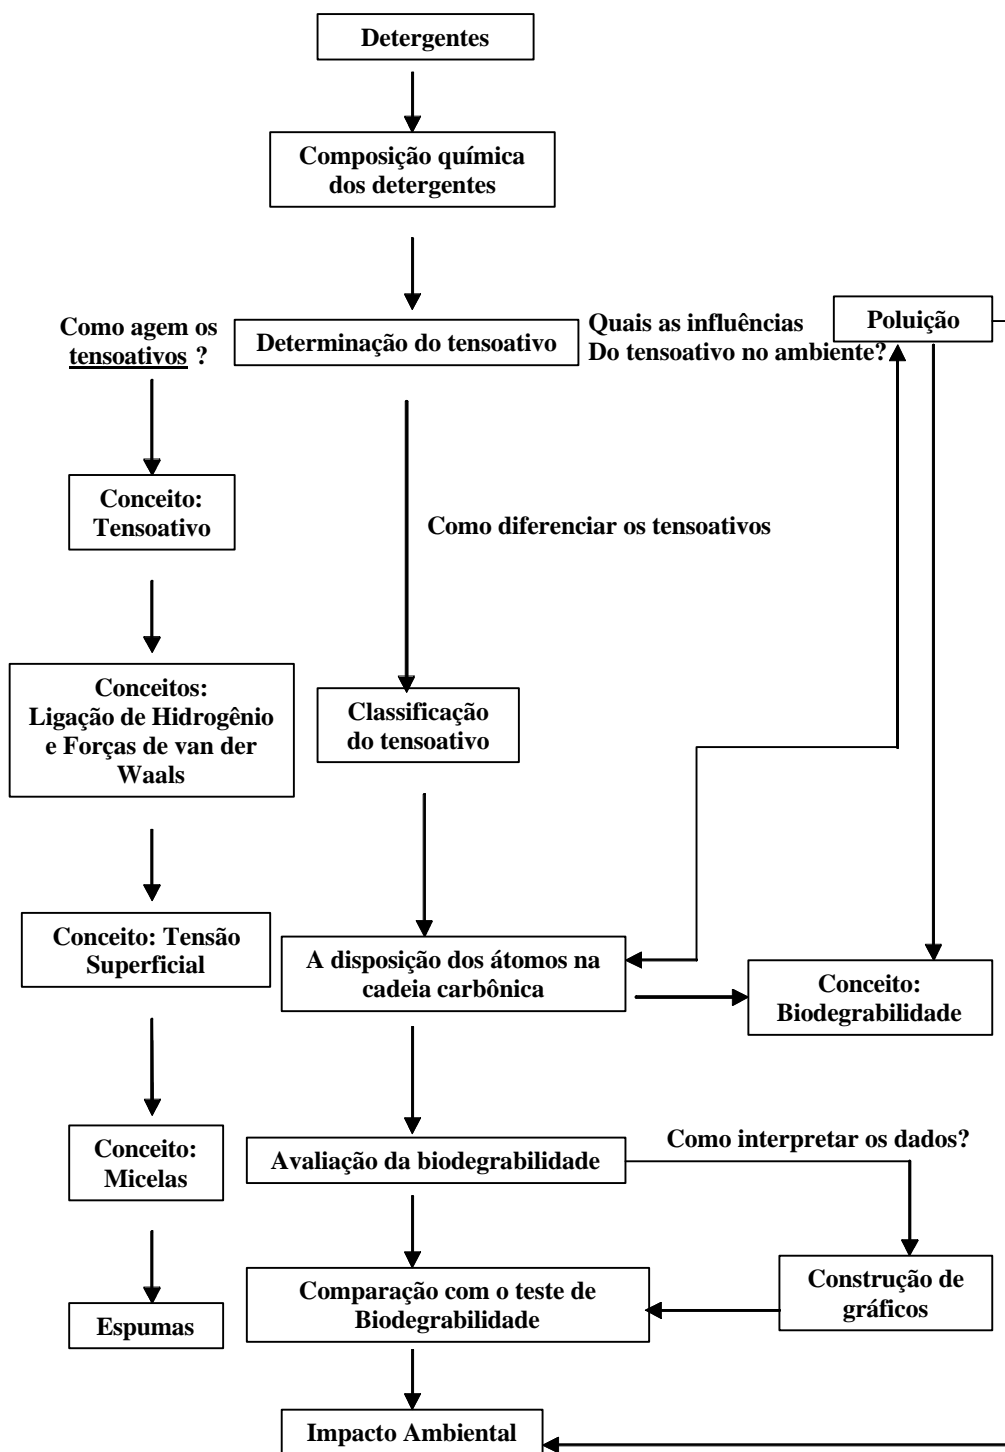 Detergentes
Composição química
dos detergentes
Como agem os
tensoativos ?
Determinação do tensoativo
Quais as influências
Do tensoativo no ambiente?
Poluição
Conceito:
Tensoativo
Como diferenciar os tensoativos
Conceitos:
Ligação de Hidrogênio
e Forças de van der
Waals
Classificação
do tensoativo
Conceito: Tensão
Superficial
A disposição dos átomos na
cadeia carbônica
Conceito:
Biodegrabilidade
Conceito:
Micelas
Avaliação da biodegrabilidade
Como interpretar os dados?
Espumas
Comparação com o teste de
Biodegrabilidade
Construção de
gráficos
Impacto Ambiental